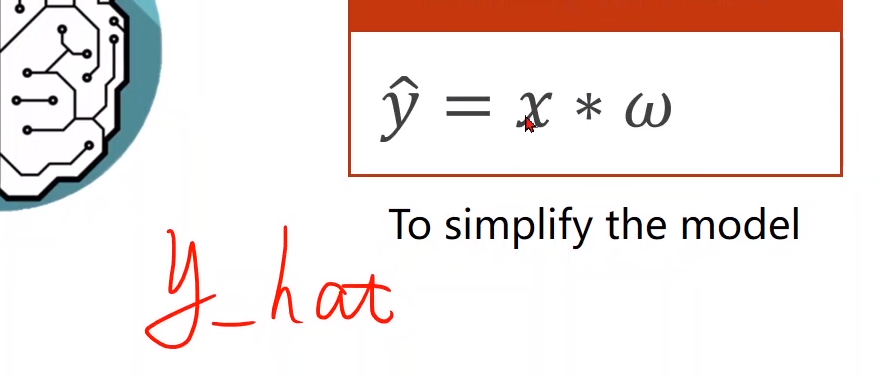 ŷ = x * ω
To simplify the model
y_hat